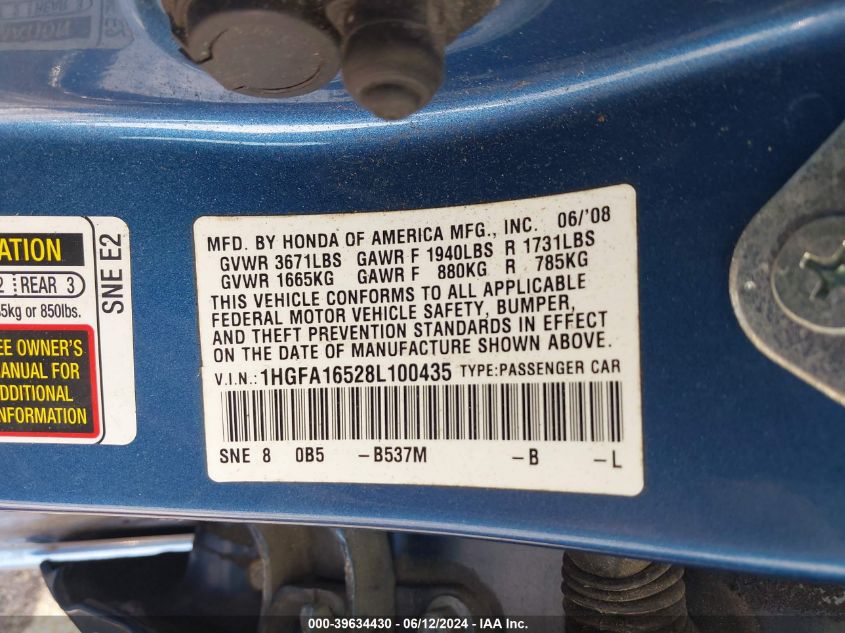 ATION
2 REAR 3
5kg or 850lbs.
SNE E2
EE OWNER'S
MANUAL FOR
ADDITIONAL
INFORMATION
MFD. BY HONDA OF AMERICA MFG., INC. 06/'08
GVWR 3671LBS GAWR F 1940LBS R 1731LBS
GVWR 1665KG GAWR F 880KG R 785KG
THIS VEHICLE CONFORMS TO ALL APPLICABLE
FEDERAL MOTOR VEHICLE SAFETY, BUMPER,
AND THEFT PREVENTION STANDARDS IN EFFECT
ON THE DATE OF MANUFACTURE SHOWN ABOVE.
V.I.N.: 1HGFA16528L100435 TYPE:PASSENGER CAR
SNE 8 0B5 -B537M -B -L
000-39634430 - 06/12/2024 - IAA Inc.